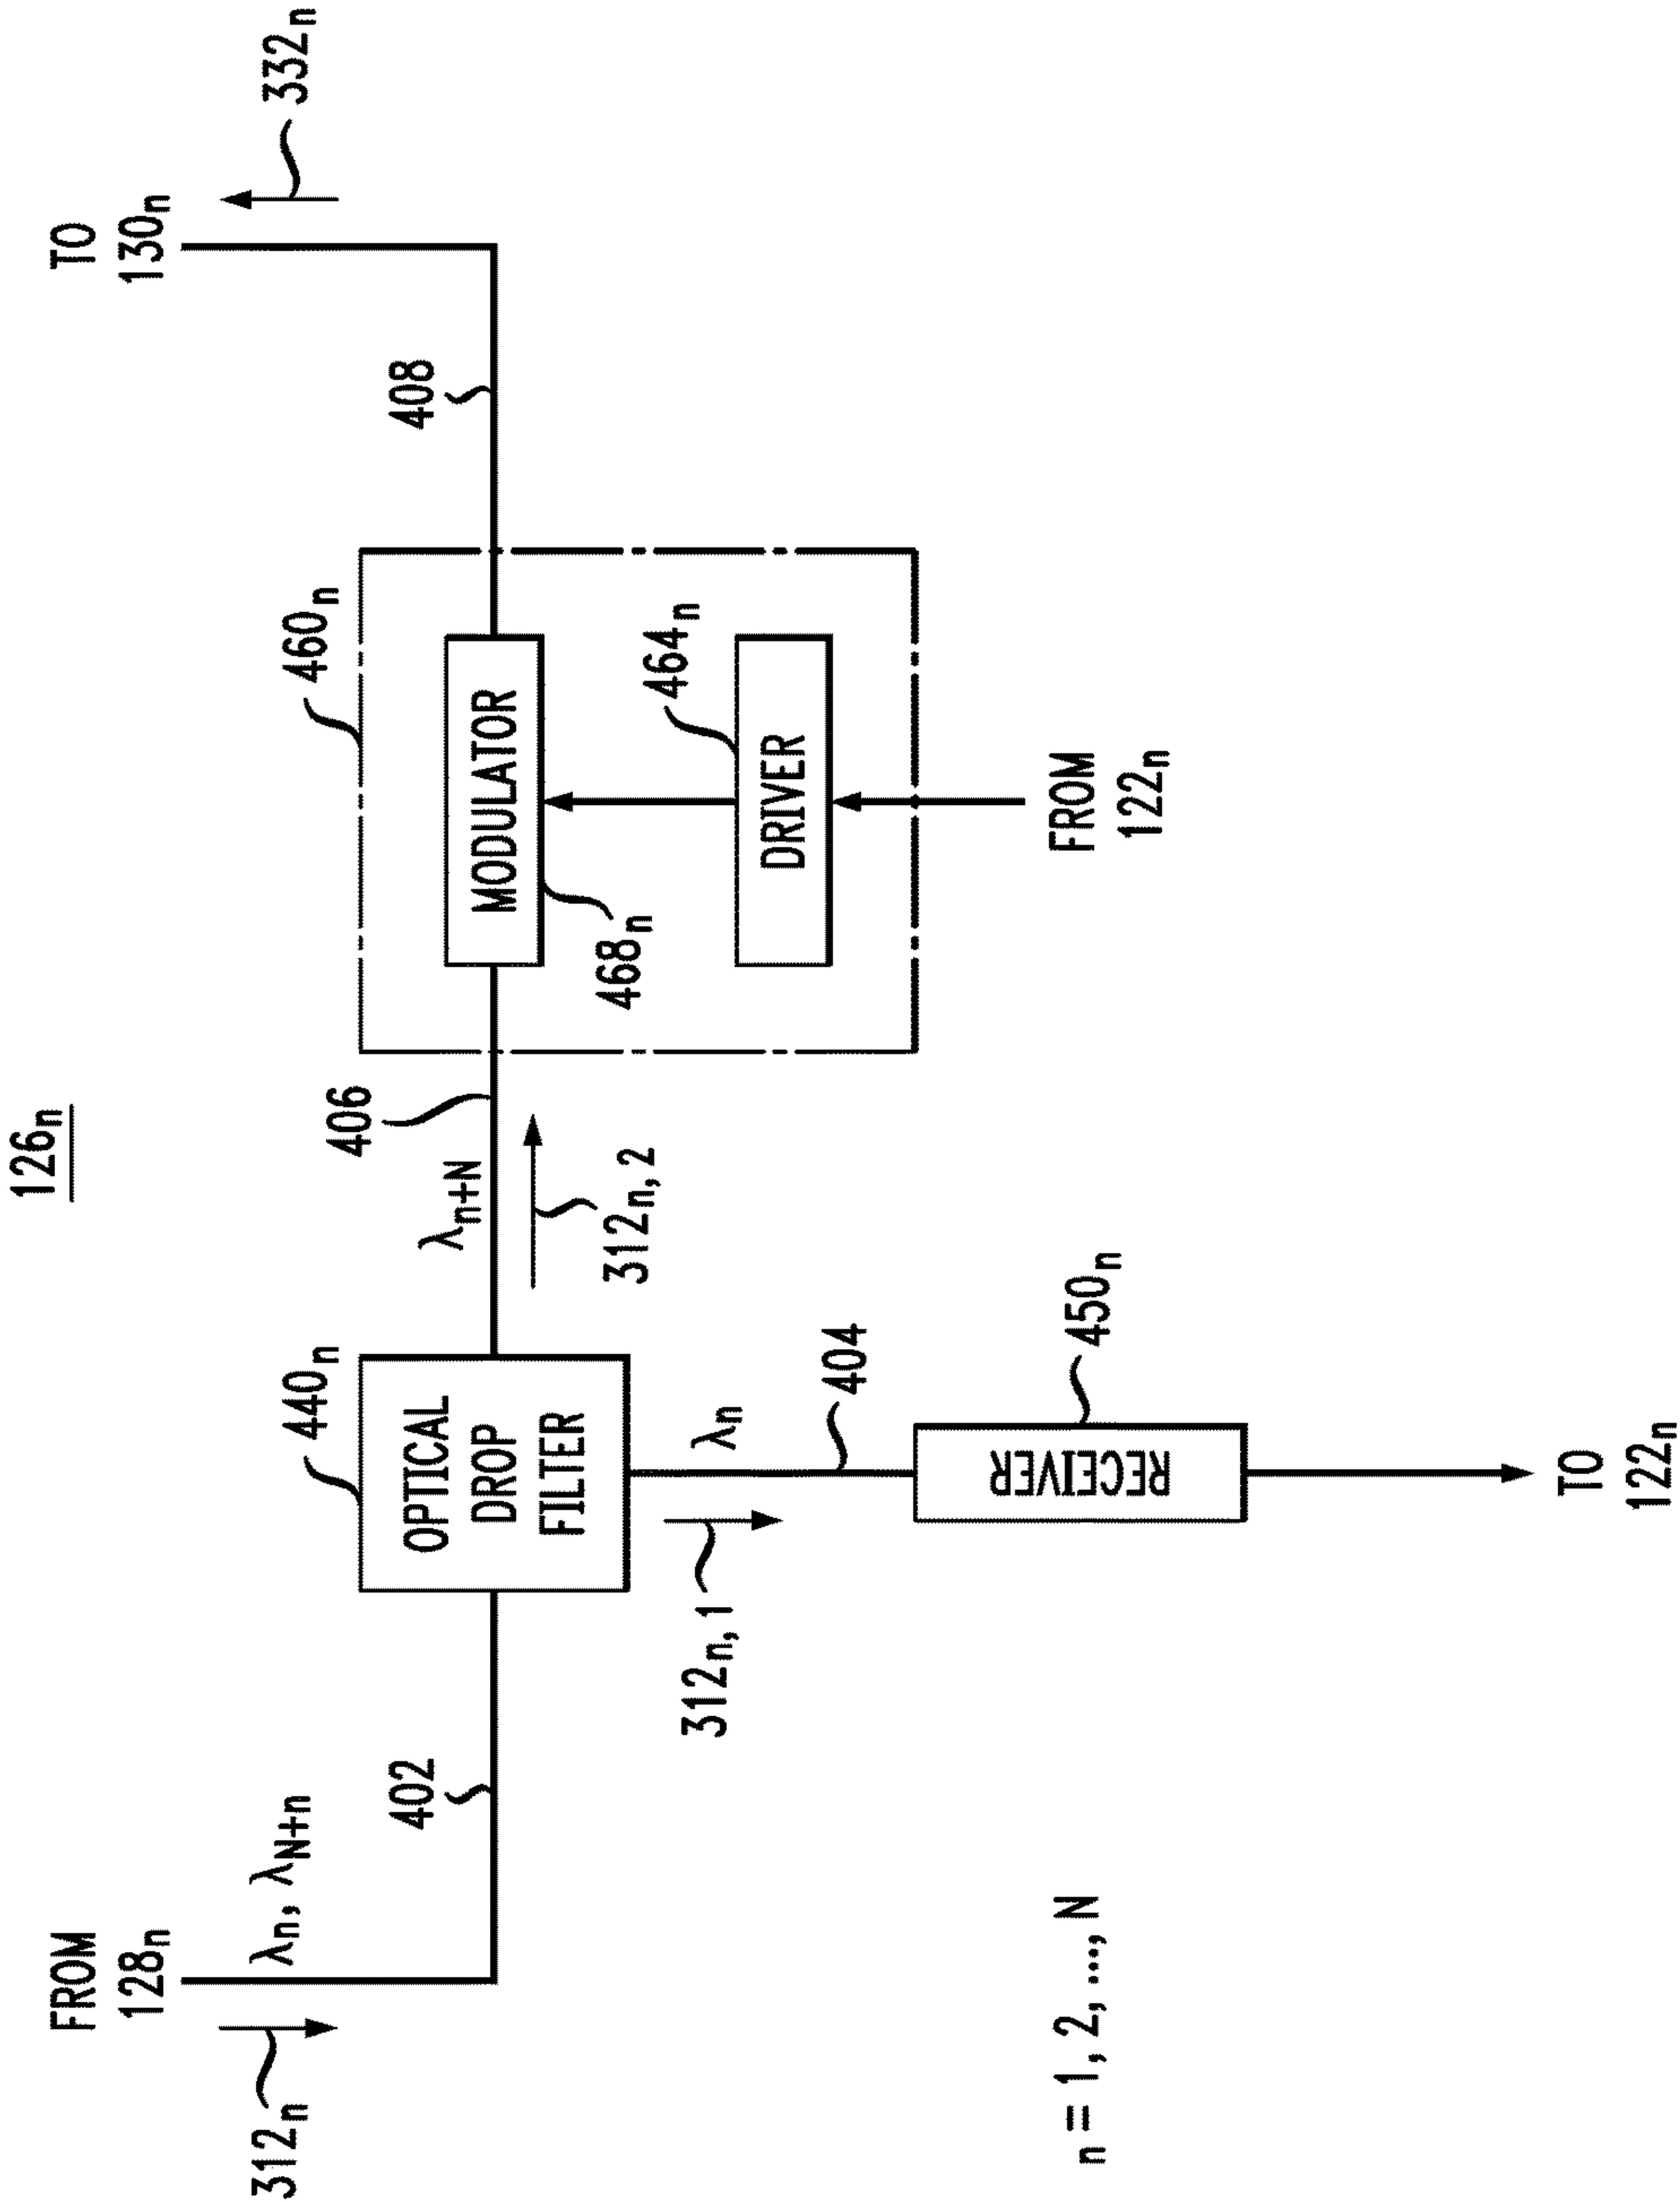 126n
FROM
128n
TO
130n
312n
λn, λN+n
440n
460n
332n
402
OPTICAL
DROP
FILTER
λn+N
406
MODULATOR
408
312n,2
468n
464n
312n,1
λn
DRIVER
404
RECEIVER
450n
FROM
122n
n = 1, 2, ..., N
TO
122n